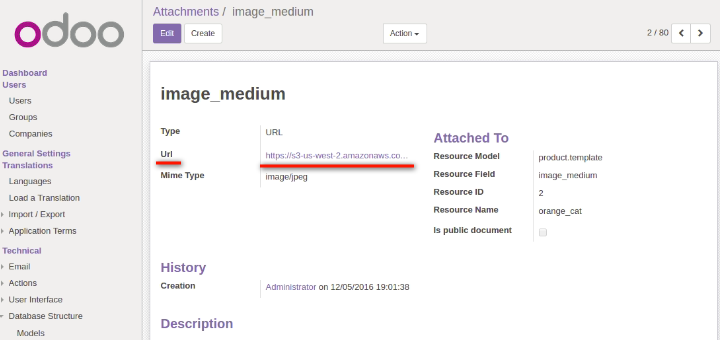 odoo
Dashboard
Users
Users
Groups
Companies
General Settings
Translations
Languages
Load a Translation
Import / Export
Application Terms
Technical
Email
Actions
User Interface
Database Structure
Models
Attachments / image_medium
Edit Create Action 2 / 80
image_medium
Type URL
Url https://s3-us-west-2.amazonaws.co...
Mime Type image/jpeg
Attached To
Resource Model product.template
Resource Field image_medium
Resource ID 2
Resource Name orange_cat
Is public document
History
Creation Administrator on 12/05/2016 19:01:38
Description